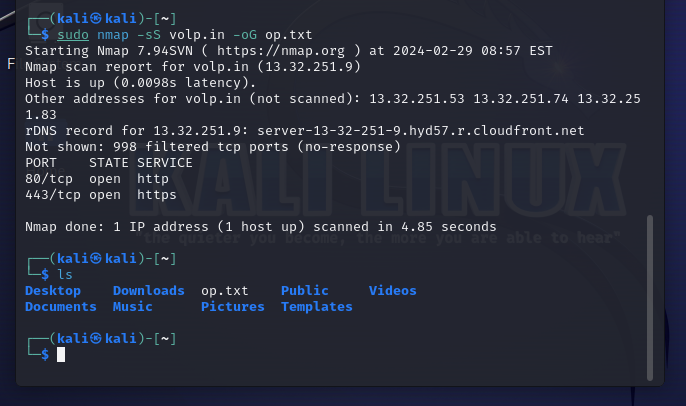 ┌──(kali㉿kali)-[~]
└─$ sudo nmap -sS volp.in -oG op.txt
Starting Nmap 7.94SVN ( https://nmap.org ) at 2024-02-29 08:57 EST
Nmap scan report for volp.in (13.32.251.9)
Host is up (0.0098s latency).
Other addresses for volp.in (not scanned): 13.32.251.53 13.32.251.74 13.32.25
1.83
rDNS record for 13.32.251.9: server-13-32-251-9.hyd57.r.cloudfront.net
Not shown: 998 filtered tcp ports (no-response)
PORT    STATE SERVICE
80/tcp  open  http
443/tcp open  https
KALI LINUX
Nmap done: 1 IP address (1 host up) scanned in 4.85 seconds
"the quieter you become, the more you are able to hear"
┌──(kali㉿kali)-[~]
└─$ ls
Desktop    Downloads  op.txt    Public     Videos
Documents  Music      Pictures  Templates
┌──(kali㉿kali)-[~]
└─$